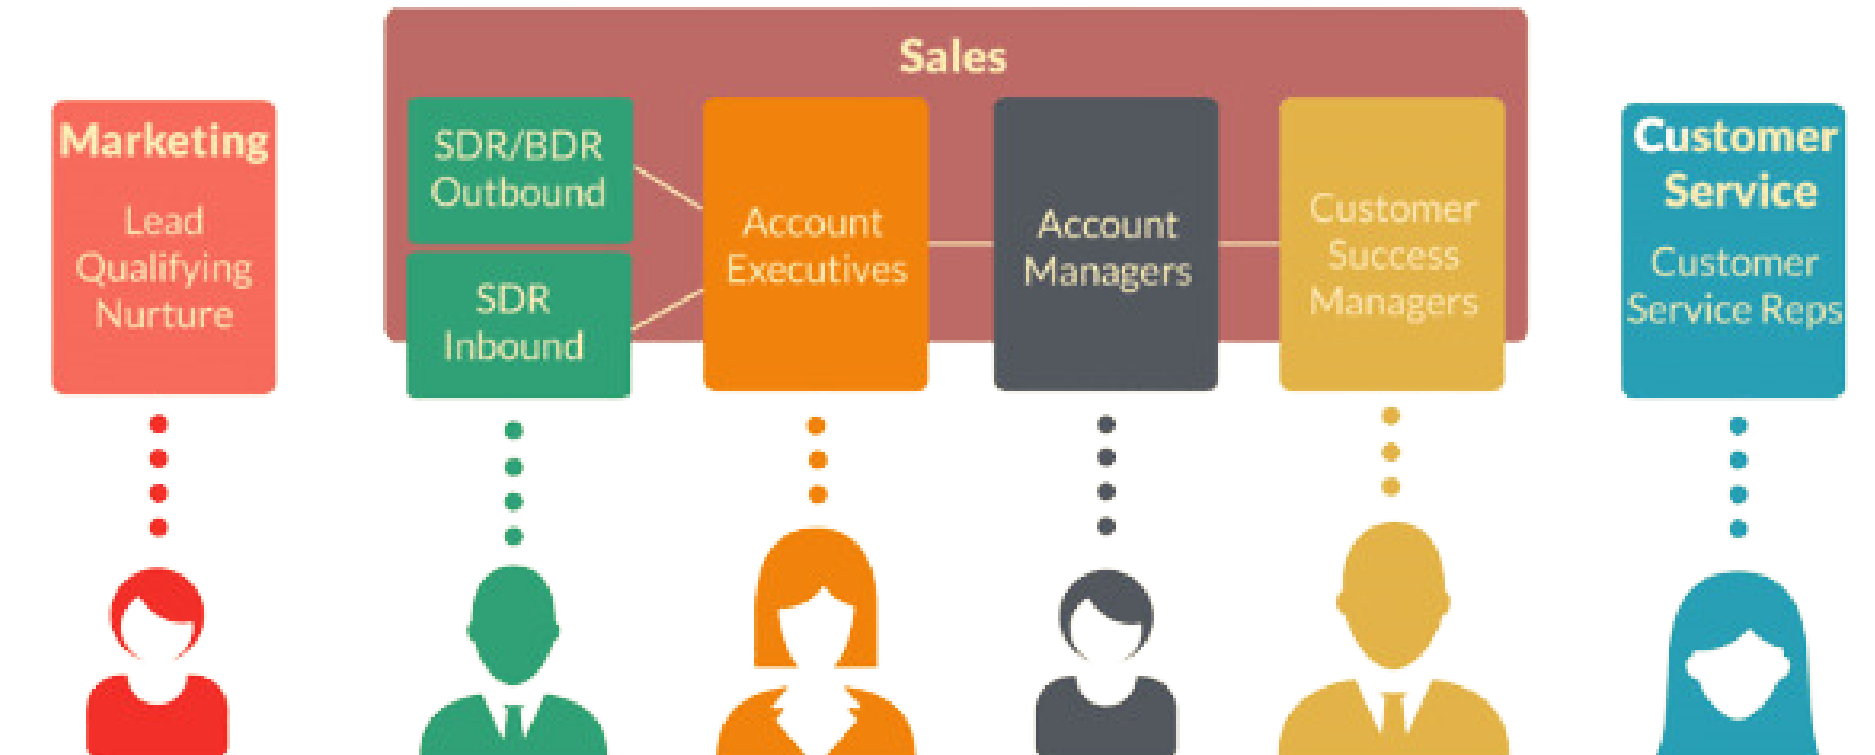 Sales
Marketing
Lead
Qualifying
Nurture
SDR/BDR
Outbound
SDR
Inbound
Account
Executives
Account
Managers
Customer
Success
Managers
Customer
Service
Customer
Service Reps